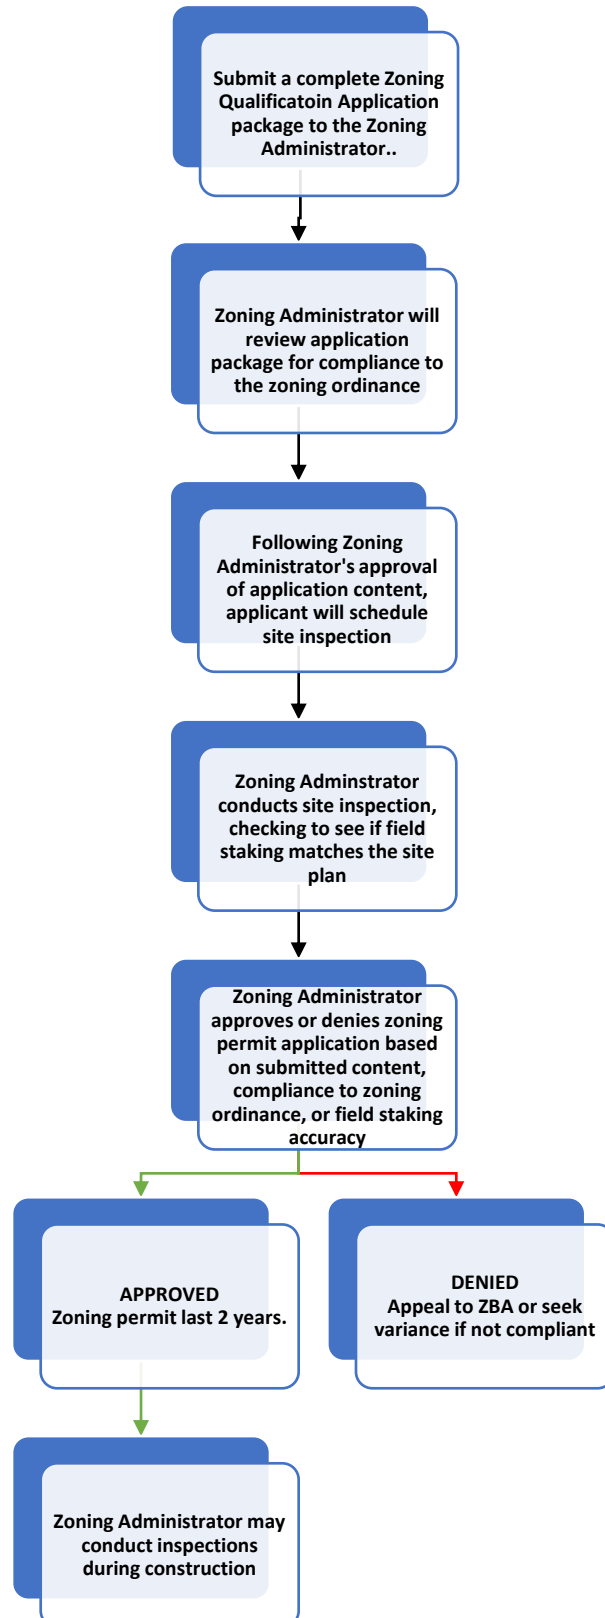 Submit a complete Zoning
Qualificatoin Application
package to the Zoning
Administrator..
Zoning Administrator will
review application
package for compliance to
the zoning ordinance
Following Zoning
Administrator's approval
of application content,
applicant will schedule
site inspection
Zoning Adminstrator
conducts site inspection,
checking to see if field
staking matches the site
plan
Zoning Administrator
approves or denies zoning
permit application based
on submitted content,
compliance to zoning
ordinance, or field staking
accuracy
APPROVED
Zoning permit last 2 years.
DENIED
Appeal to ZBA or seek
variance if not compliant
Zoning Administrator may
conduct inspections
during construction